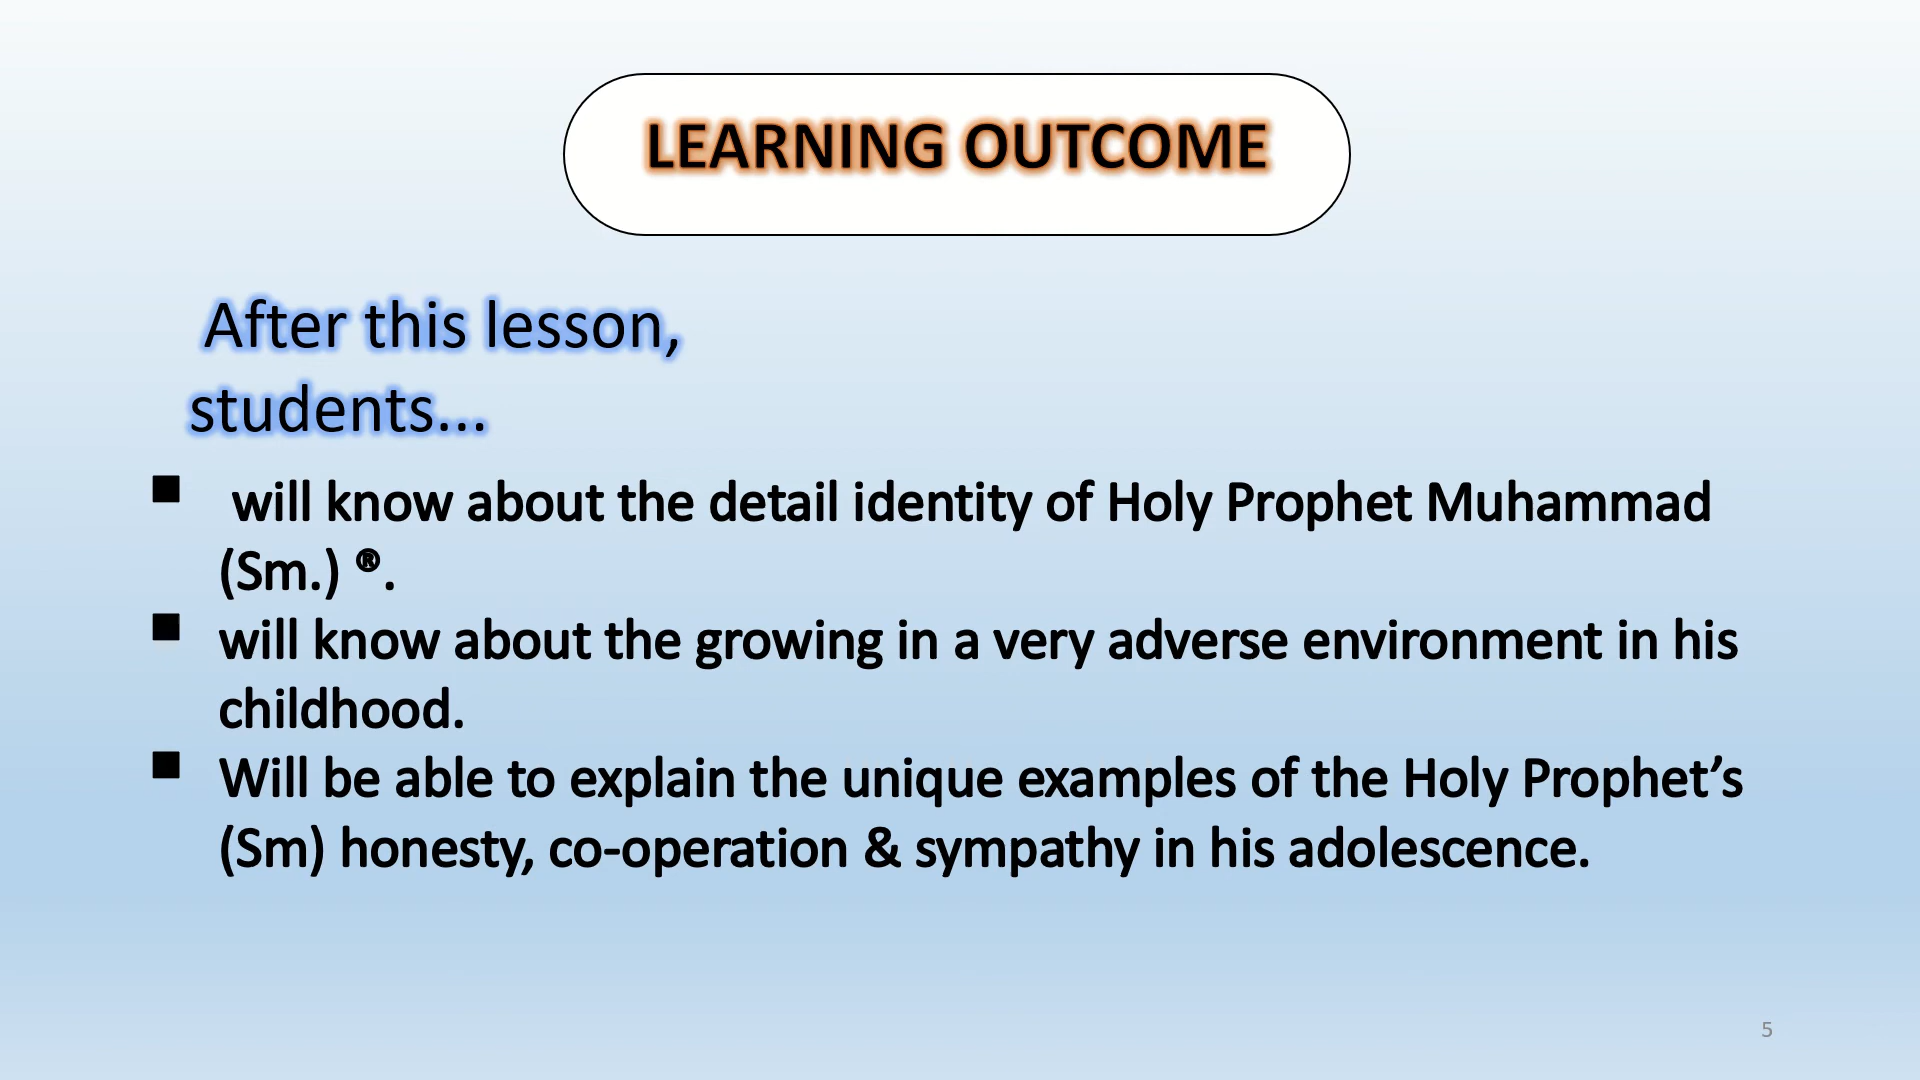 LEARNING OUTCOME
After this lesson,
students...
▪ will know about the detail identity of Holy Prophet Muhammad
(Sm.) ®.
▪ will know about the growing in a very adverse environment in his
childhood.
▪ Will be able to explain the unique examples of the Holy Prophet’s
(Sm) honesty, co-operation & sympathy in his adolescence.
5